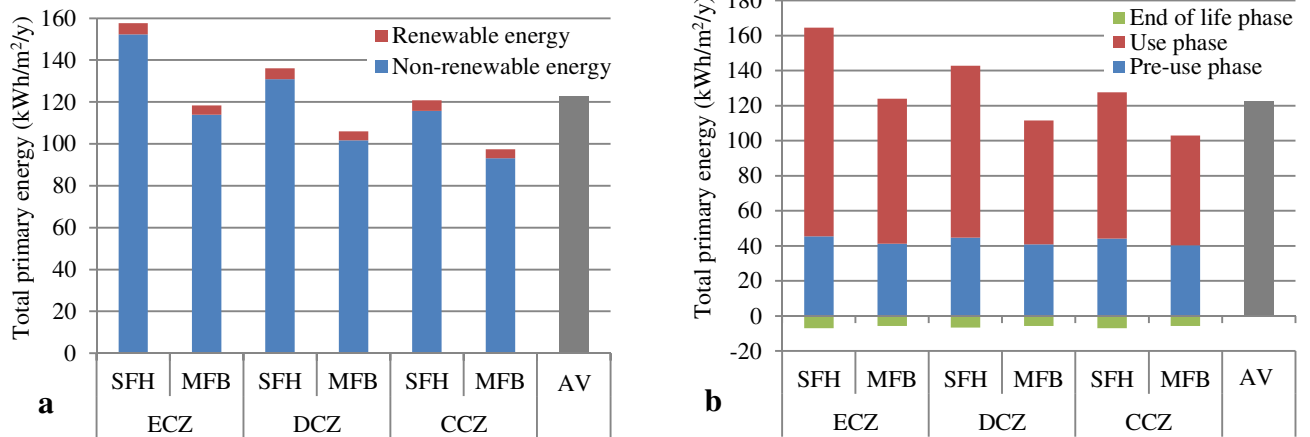 Total primary energy (kWh/m²/y)
160
140
120
100
80
60
40
20
0
Renewable energy
Non-renewable energy
SFH MFB SFH MFB SFH MFB AV
ECZ DCZ CCZ
a
Total primary energy (kWh/m²/y)
180
160
140
120
100
80
60
40
20
0
-20
End of life phase
Use phase
Pre-use phase
SFH MFB SFH MFB SFH MFB AV
ECZ DCZ CCZ
b